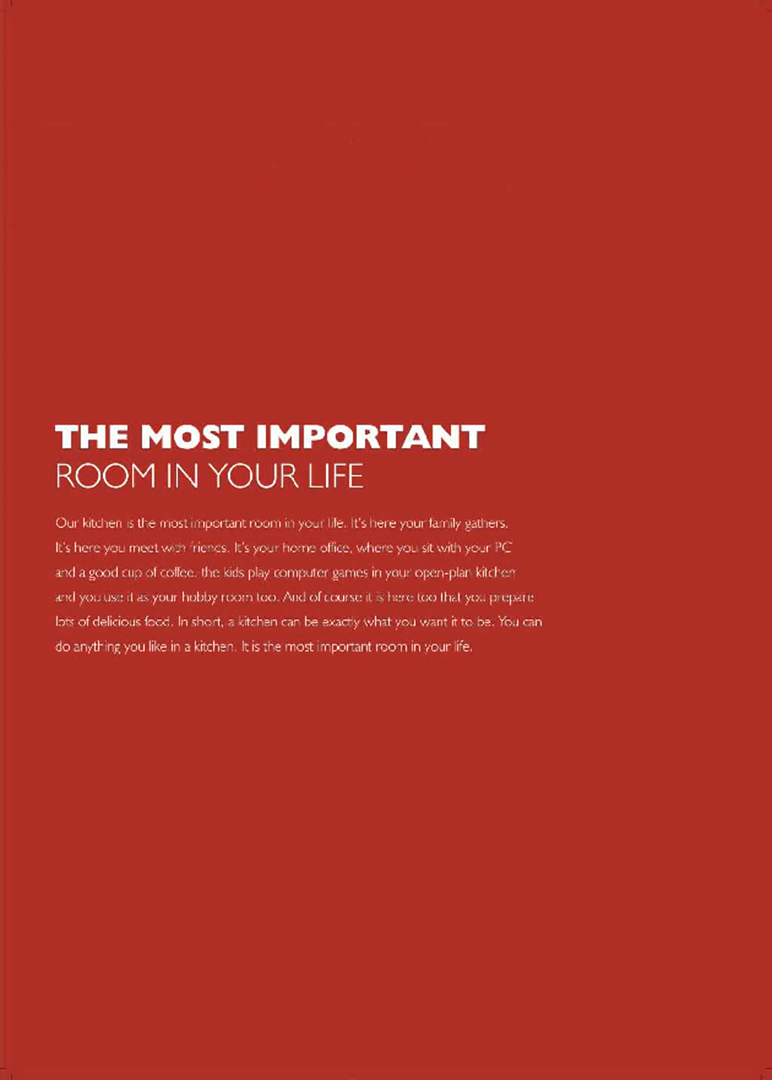 THE MOST IMPORTANT
ROOM IN YOUR LIFE
Our kitchen is the most important room in your life. It's here your family gathers.
It's here you meet with friends. It's your home office, where you sit with your PC
and a good cup of coffee, the kids play computer games in your open-plan kitchen
and you use it as your hobby room too. And of course it is here too that you prepare
lots of delicious food. In short, a kitchen can be exactly what you want it to be. You can
do anything you like in a kitchen. It is the most important room in your life.